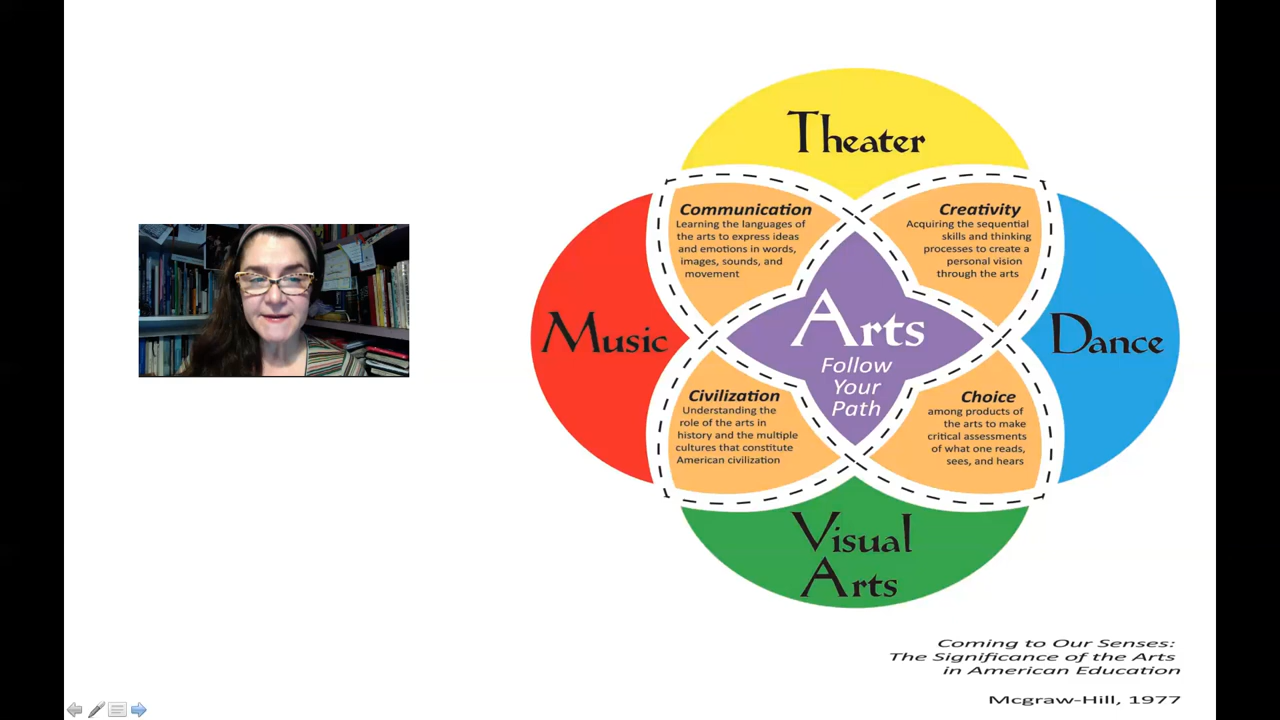 Theater
Communication
Learning the languages of
the arts to express ideas
and emotions in words,
images, sounds, and
movement
Creativity
Acquiring the sequential
skills and thinking
processes to create a
personal vision
through the arts
Music
Arts
Follow
Your
Path
Dance
Civilization
Understanding the
role of the arts in
history and the multiple
cultures that constitute
American civilization
Choice
among products of
the arts to make
critical assessments
of what one reads,
sees, and hears
Visual
Arts
Coming to Our Senses:
The Significance of the Arts
in American Education
Mcgraw-Hill, 1977